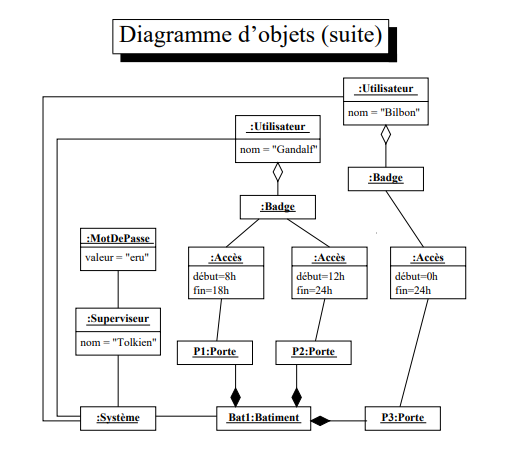 Diagramme d'objets (suite)
:Utilisateur
nom = "Bilbon"
:Utilisateur
nom = "Gandalf"
:Badge
:Badge
:MotDePasse
valeur = "eru"
:Accès
début=8h
fin=18h
:Accès
début=12h
fin=24h
:Accès
début=0h
fin=24h
:Superviseur
nom = "Tolkien"
P1:Porte
P2:Porte
:Système
Bat1:Batiment
P3:Porte